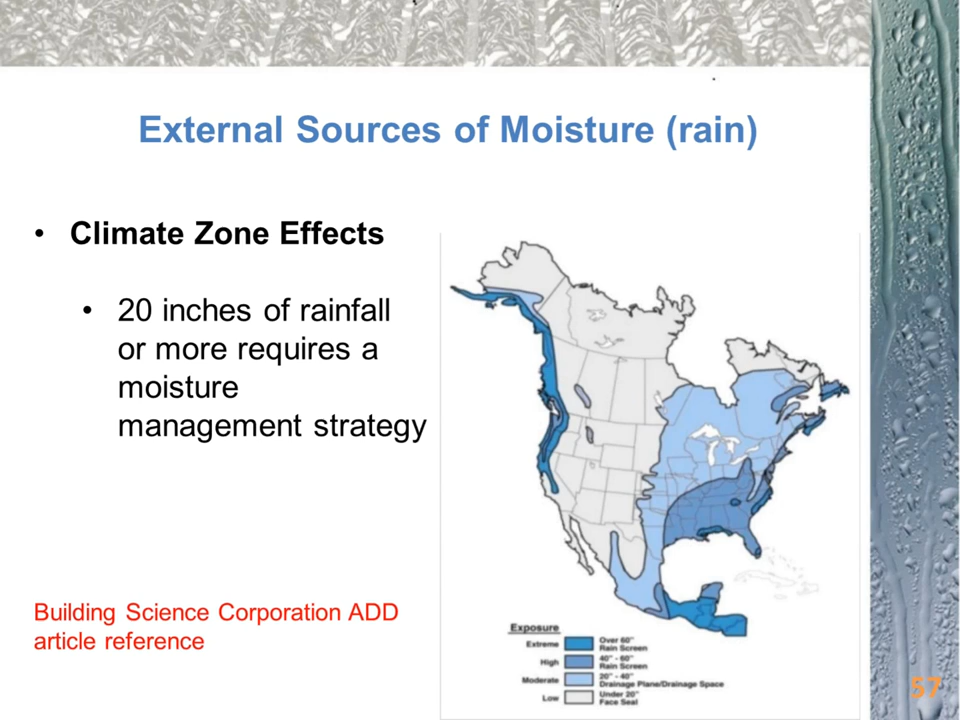 External Sources of Moisture (rain)
• Climate Zone Effects
• 20 inches of rainfall
or more requires a
moisture
management strategy
Building Science Corporation ADD
article reference
Exposure
Extreme
Over 60"
Rain Screen
High
40" - 60"
Rain Screen
Moderate
20" - 40"
Drainage Plane/Drainage Space
Low
Under 20"
Face Seal
57